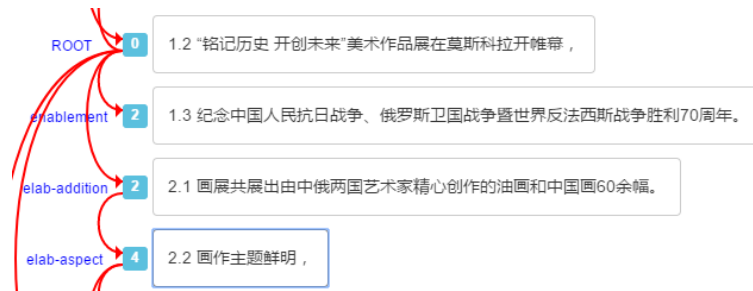 ROOT 0 1.2 “铭记历史 开创未来”美术作品展在莫斯科拉开帷幕，
enablement 2 1.3 纪念中国人民抗日战争、俄罗斯卫国战争暨世界反法西斯战争胜利70周年。
elab-addition 2 2.1 画展共展出由中俄两国艺术家精心创作的油画和中国画60余幅。
elab-aspect 4 2.2 画作主题鲜明，